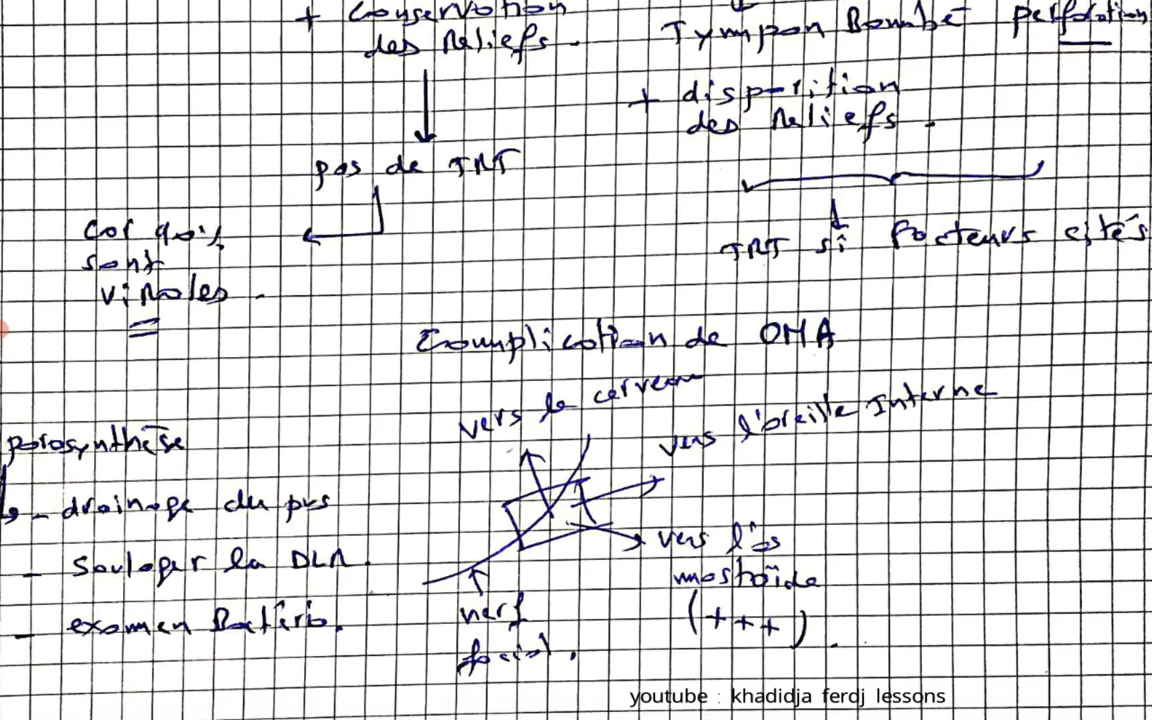 + Conservation
des Reliefs.
Tympan Bombé perforation
+ disparition
des Reliefs.
pas de TRT
Car 90%
sont
virales.
TRT si facteurs cités
Complication de OMA
vers le cerveau
vers l'oreille Interne
parasynthèse
- drainage du pus
- Soulager la DLR.
- examen Bactério.
vers l'os
mastoïde
(+++).
nerf
facial.
youtube : khadidja ferdj lessons